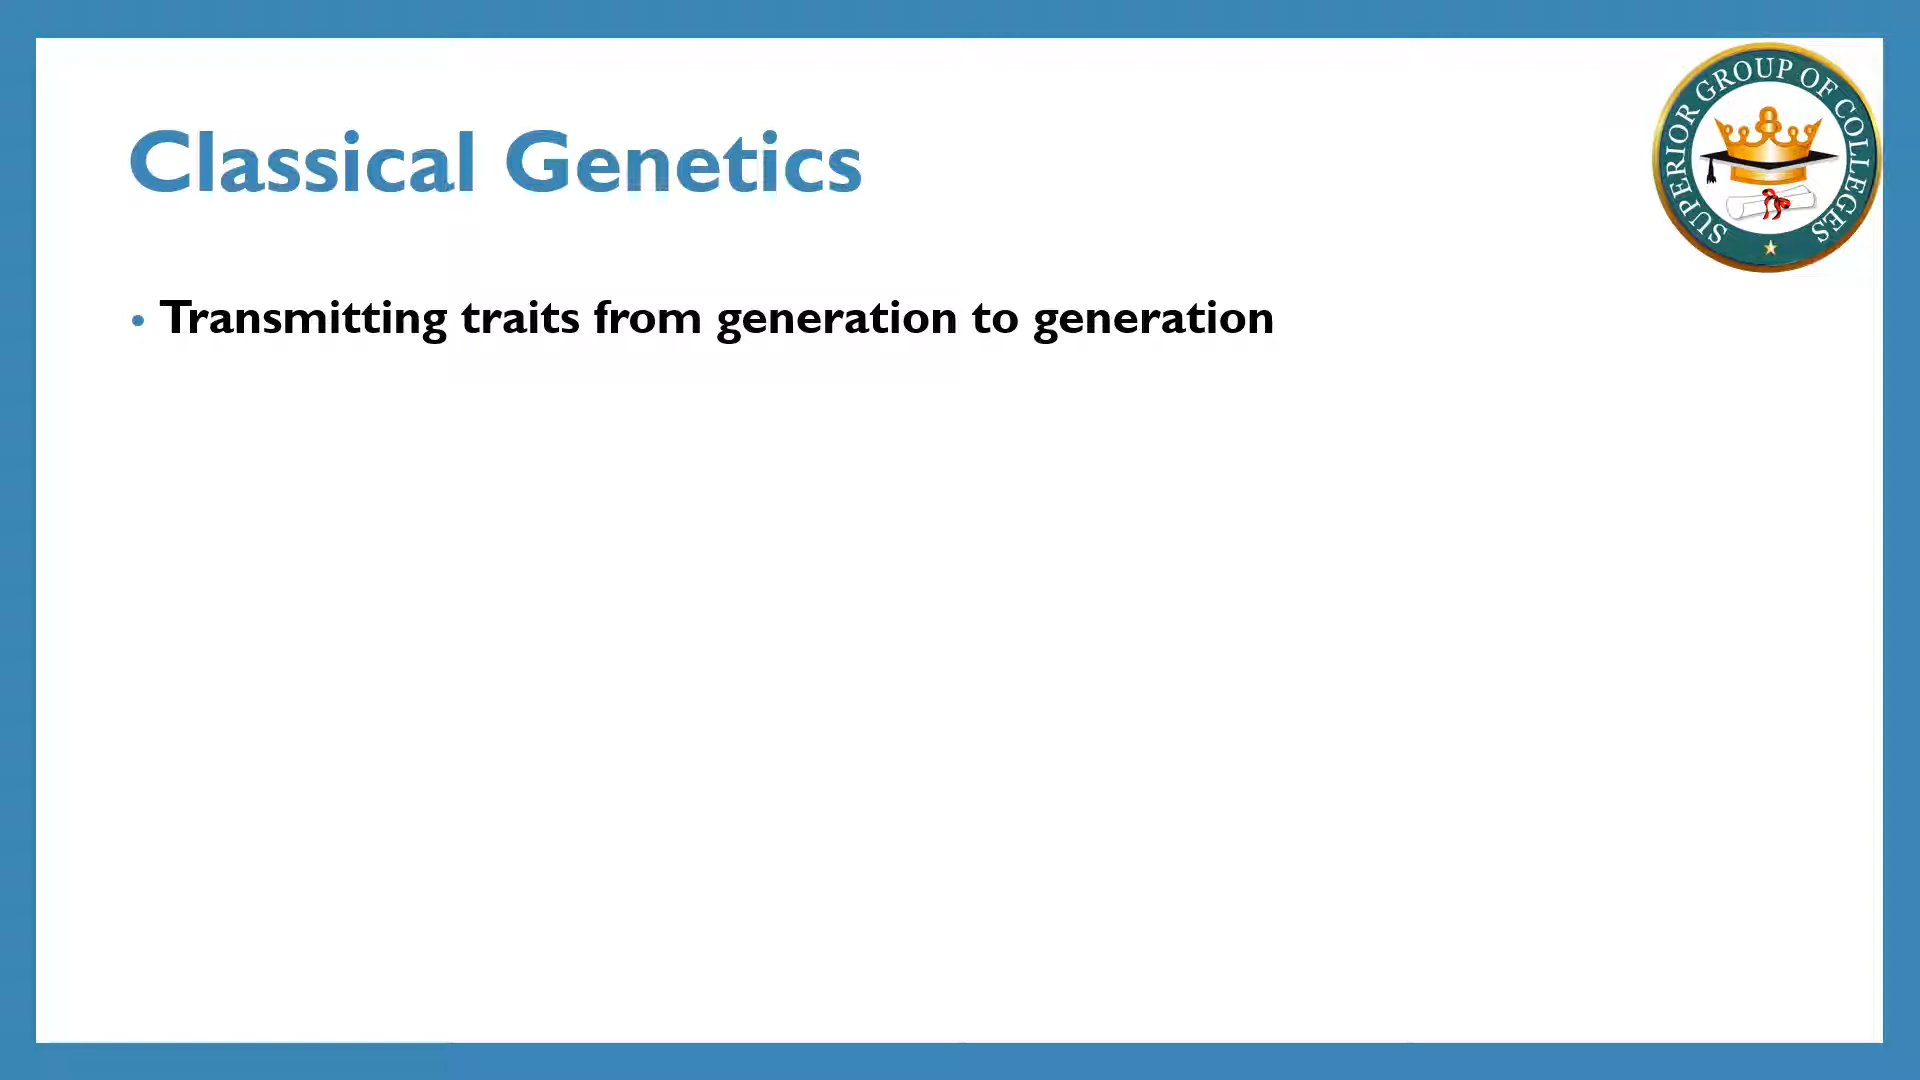 SUPERIOR GROUP OF COLLEGES
Classical Genetics
• Transmitting traits from generation to generation